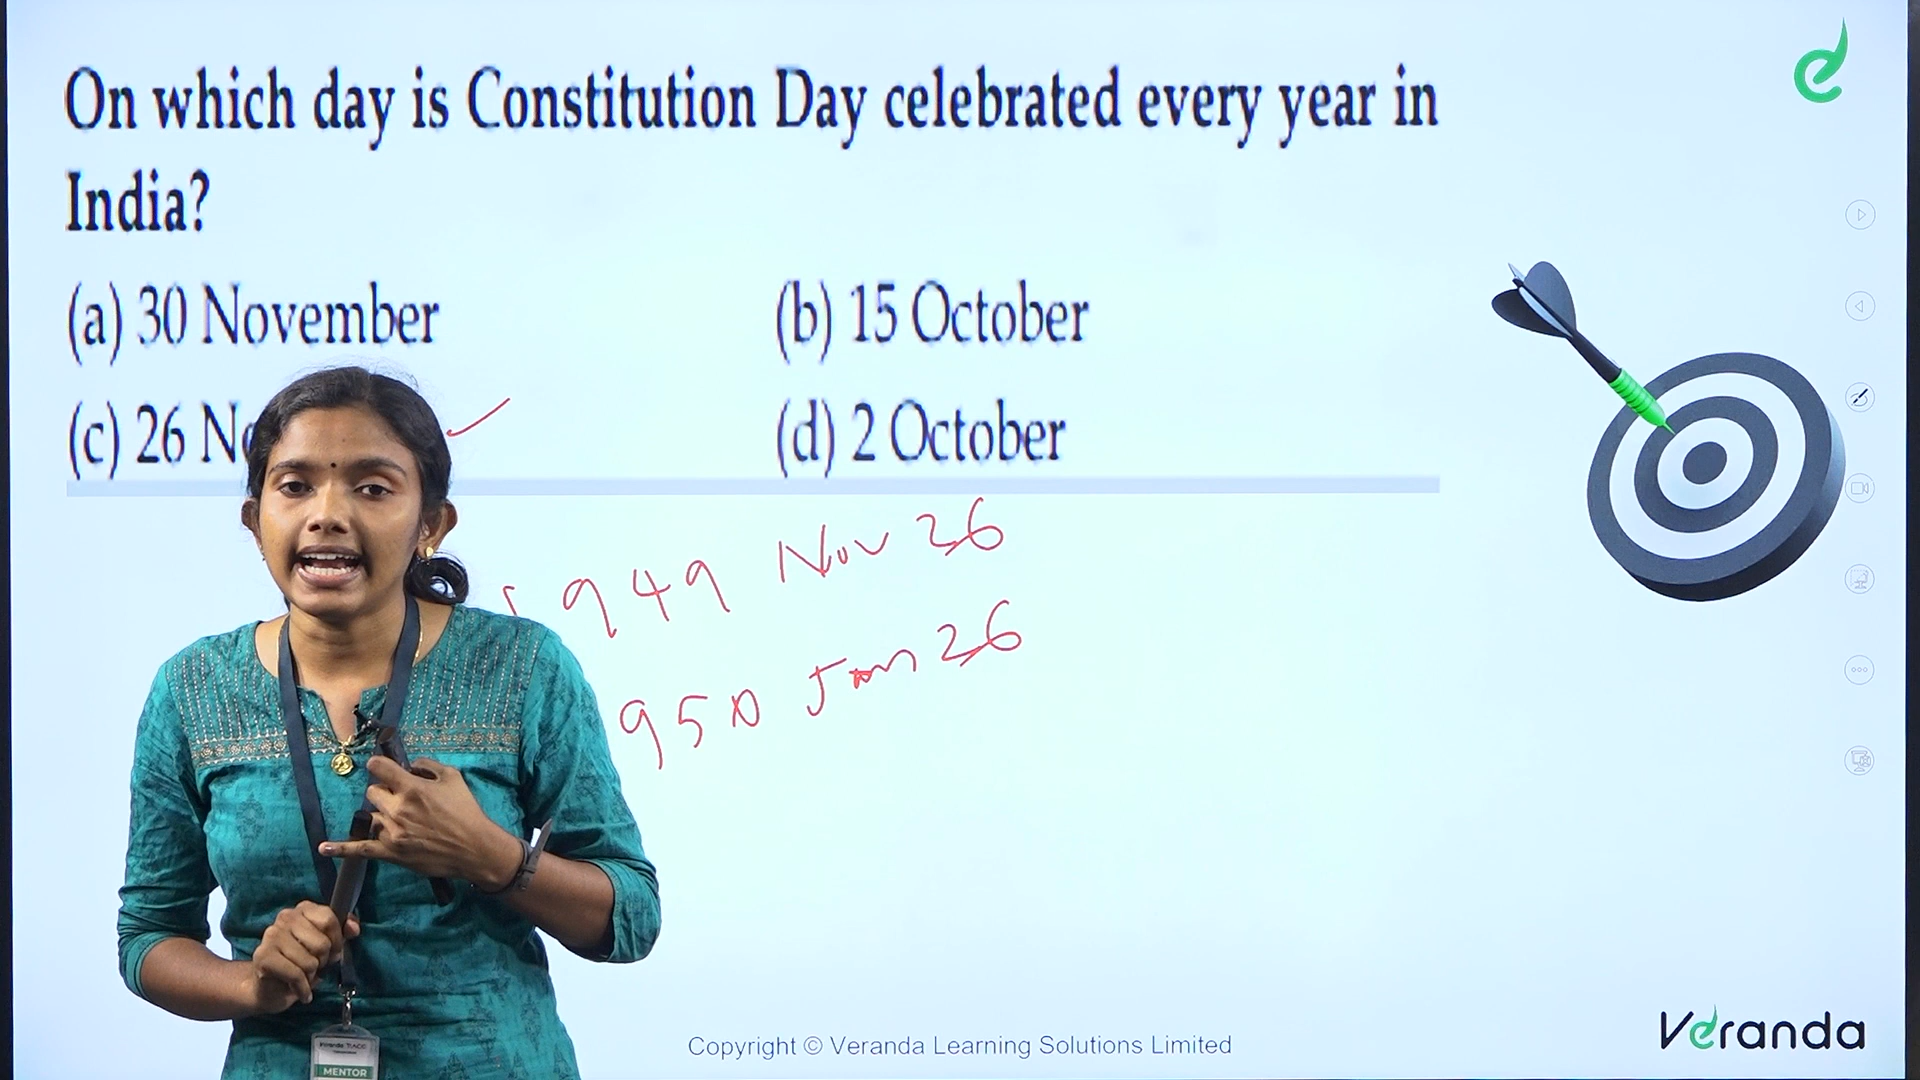 On which day is Constitution Day celebrated every year in
India?
(a) 30 November
(b) 15 October
(c) 26
(d) 2 October
1949 Nov 26
950 Jan 26
MENTOR
Copyright © Veranda Learning Solutions Limited
Veranda